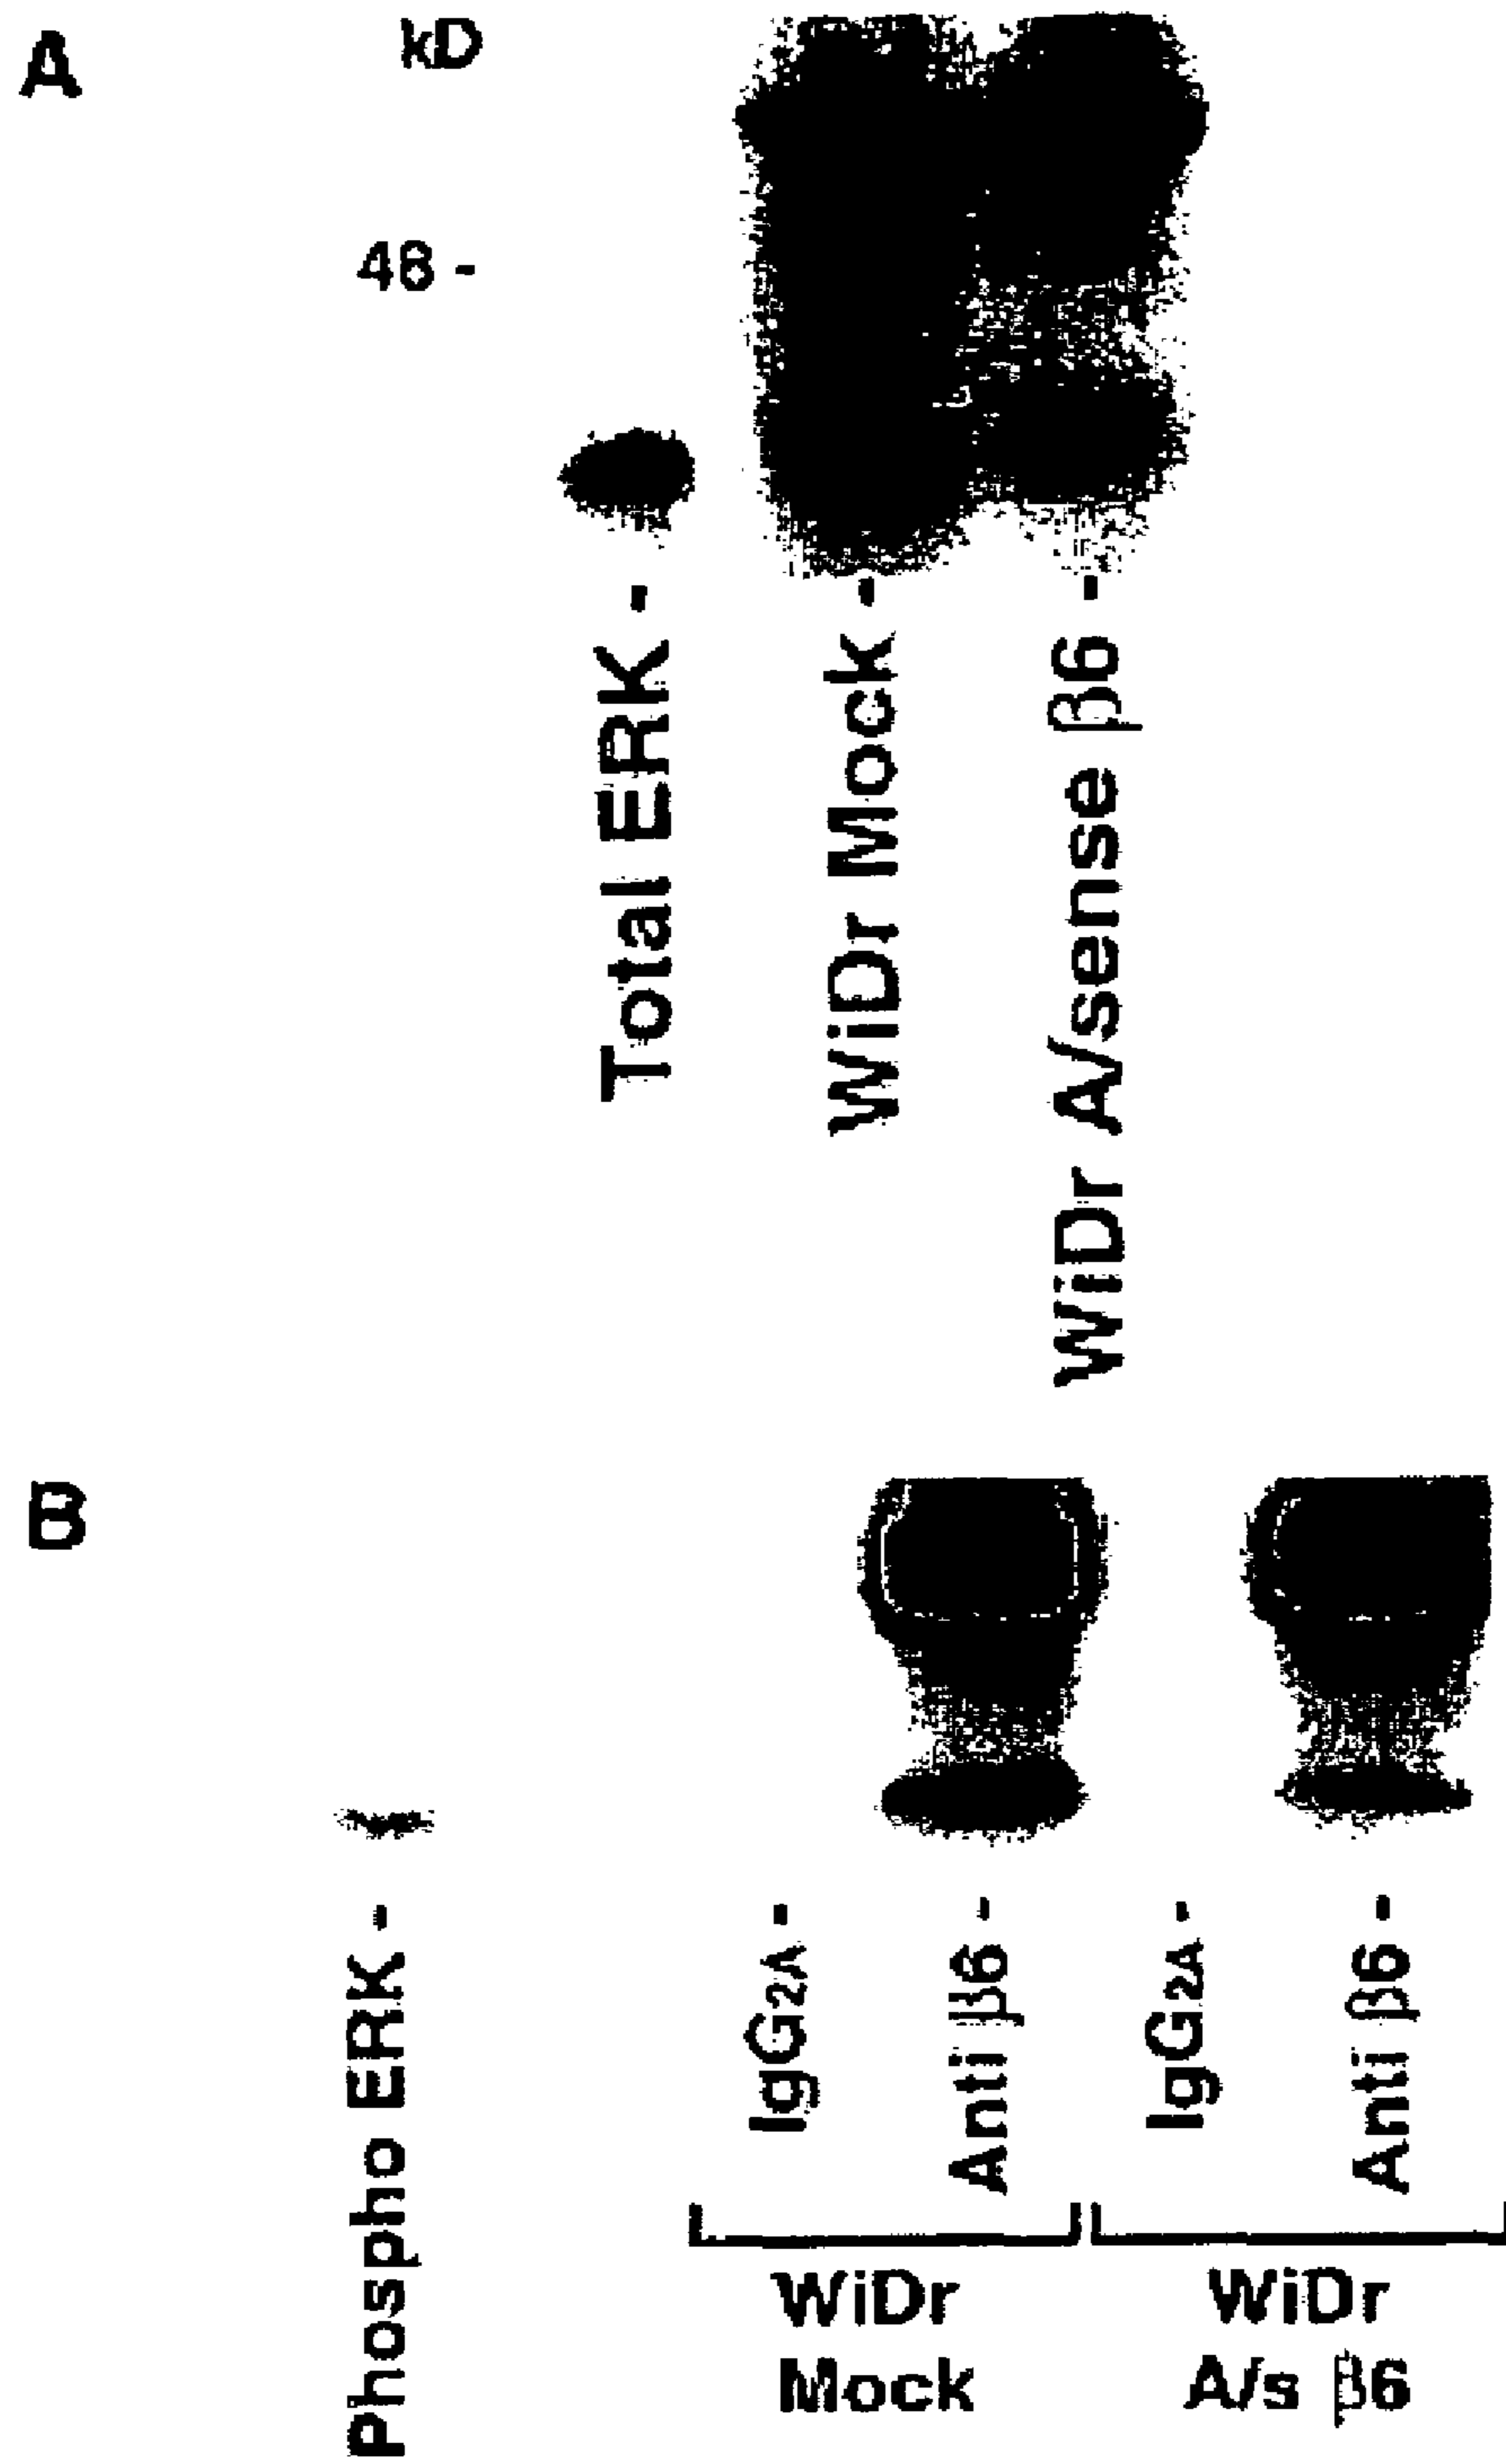 A
kD
48 -
Total ERK -
WiDr Mock -
WiDr A/sense β6 -
B
Phospho ERK -
IgG2A -
Anti β6 -
IgG2A -
Anti β6 -
WiDr
Mock
WiDr
A/s β6